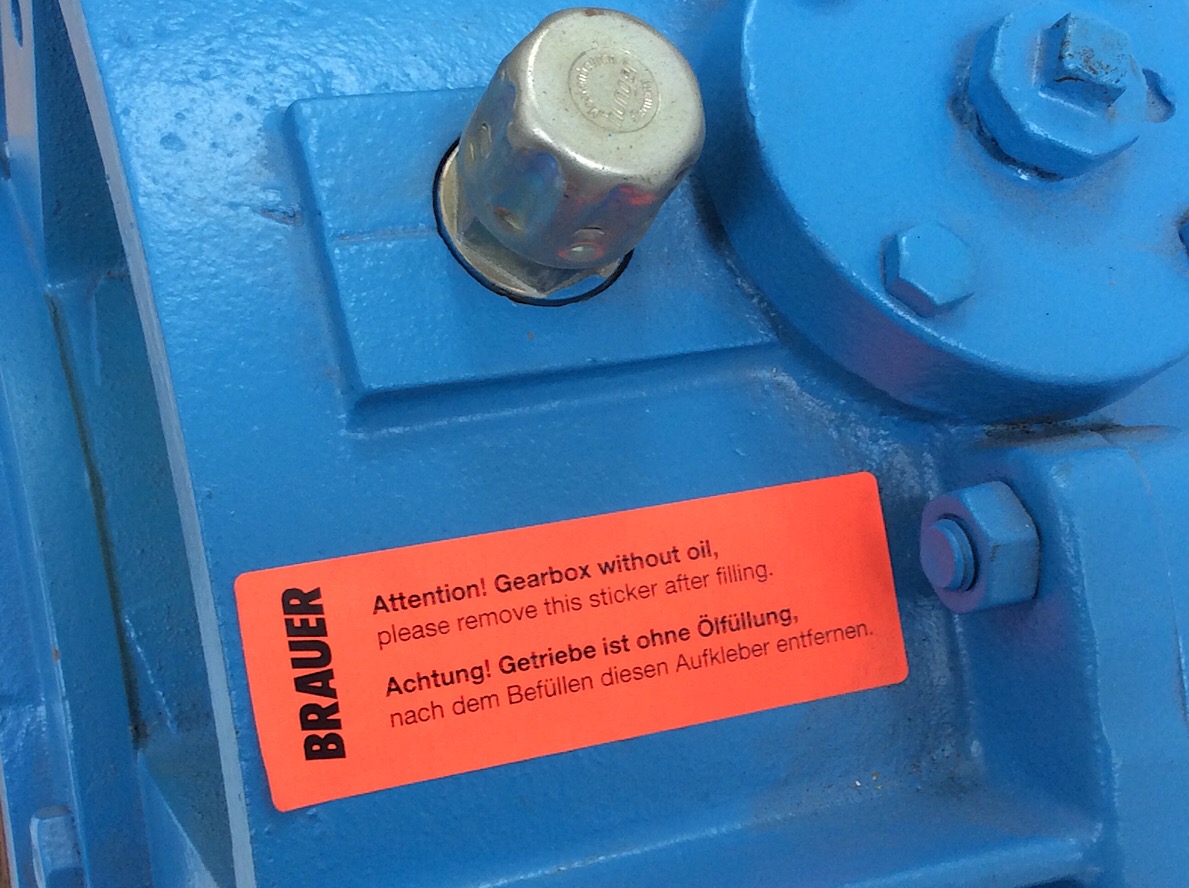 BRAUER
Attention! Gearbox without oil,
please remove this sticker after filling.
Achtung! Getriebe ist ohne Ölfüllung,
nach dem Befüllen diesen Aufkleber entfernen.